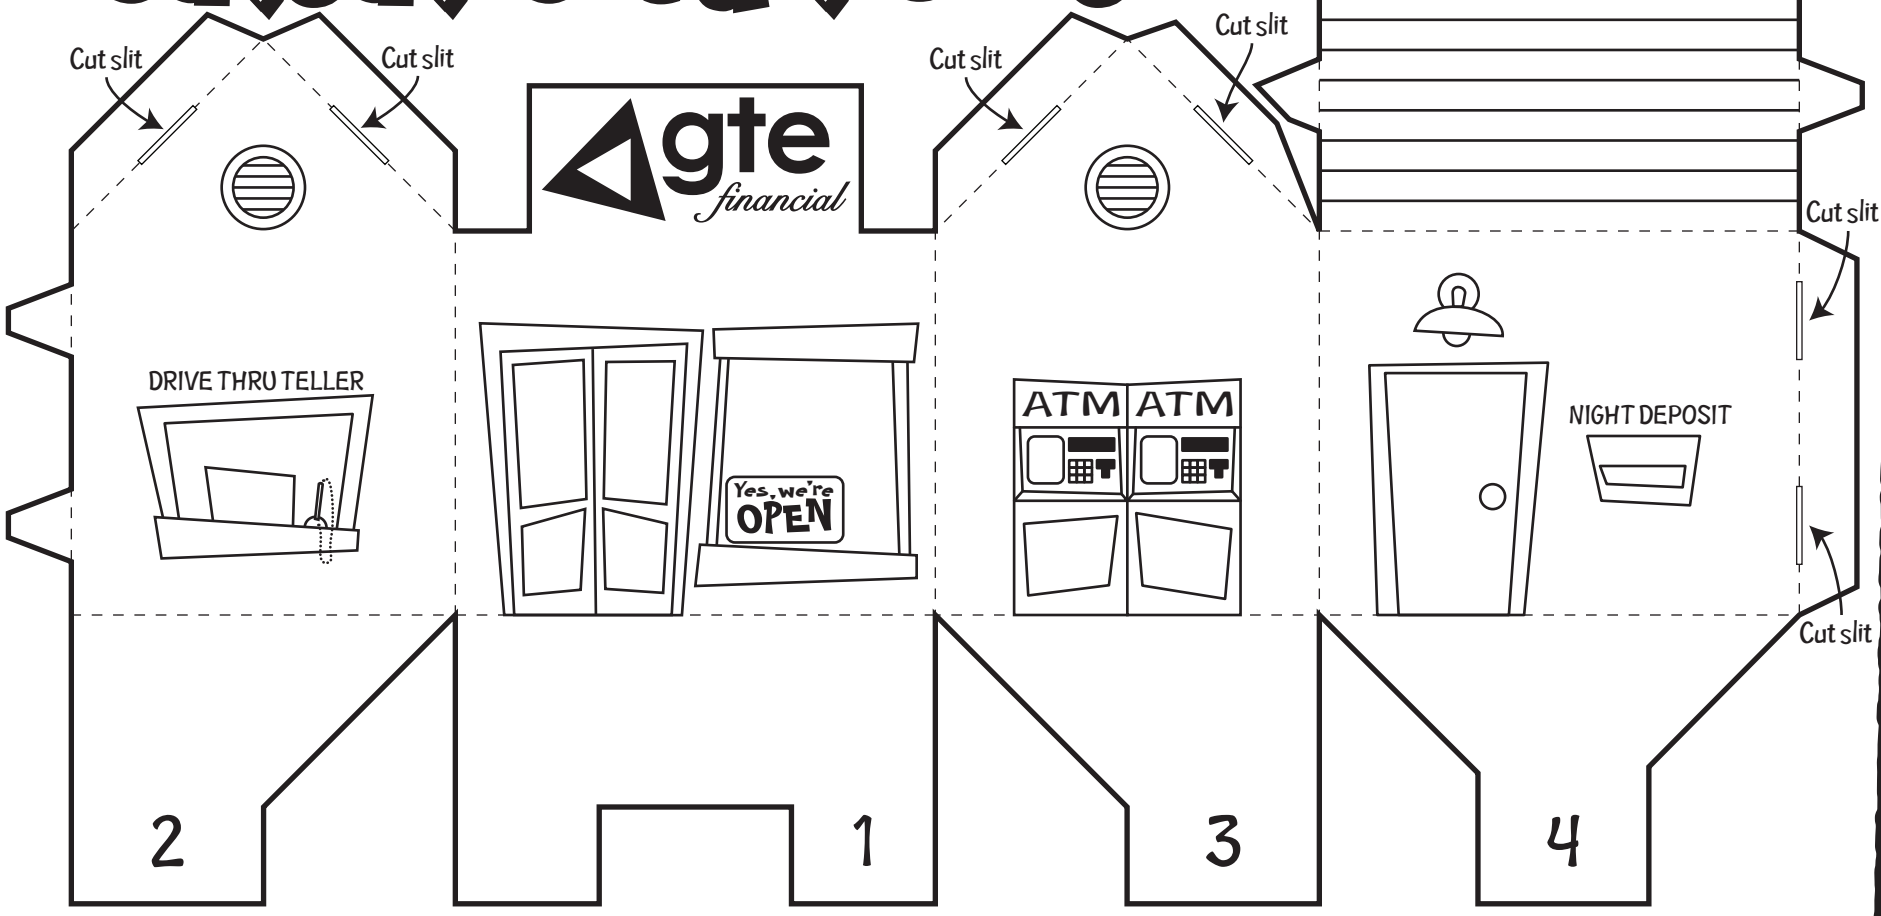 Cut slit
Cut slit
Cut slit
Cut slit
gte
financial
Cut slit
DRIVE THRU TELLER
ATM ATM
NIGHT DEPOSIT
Yes, we're
OPEN
Cut slit
2
1
3
4